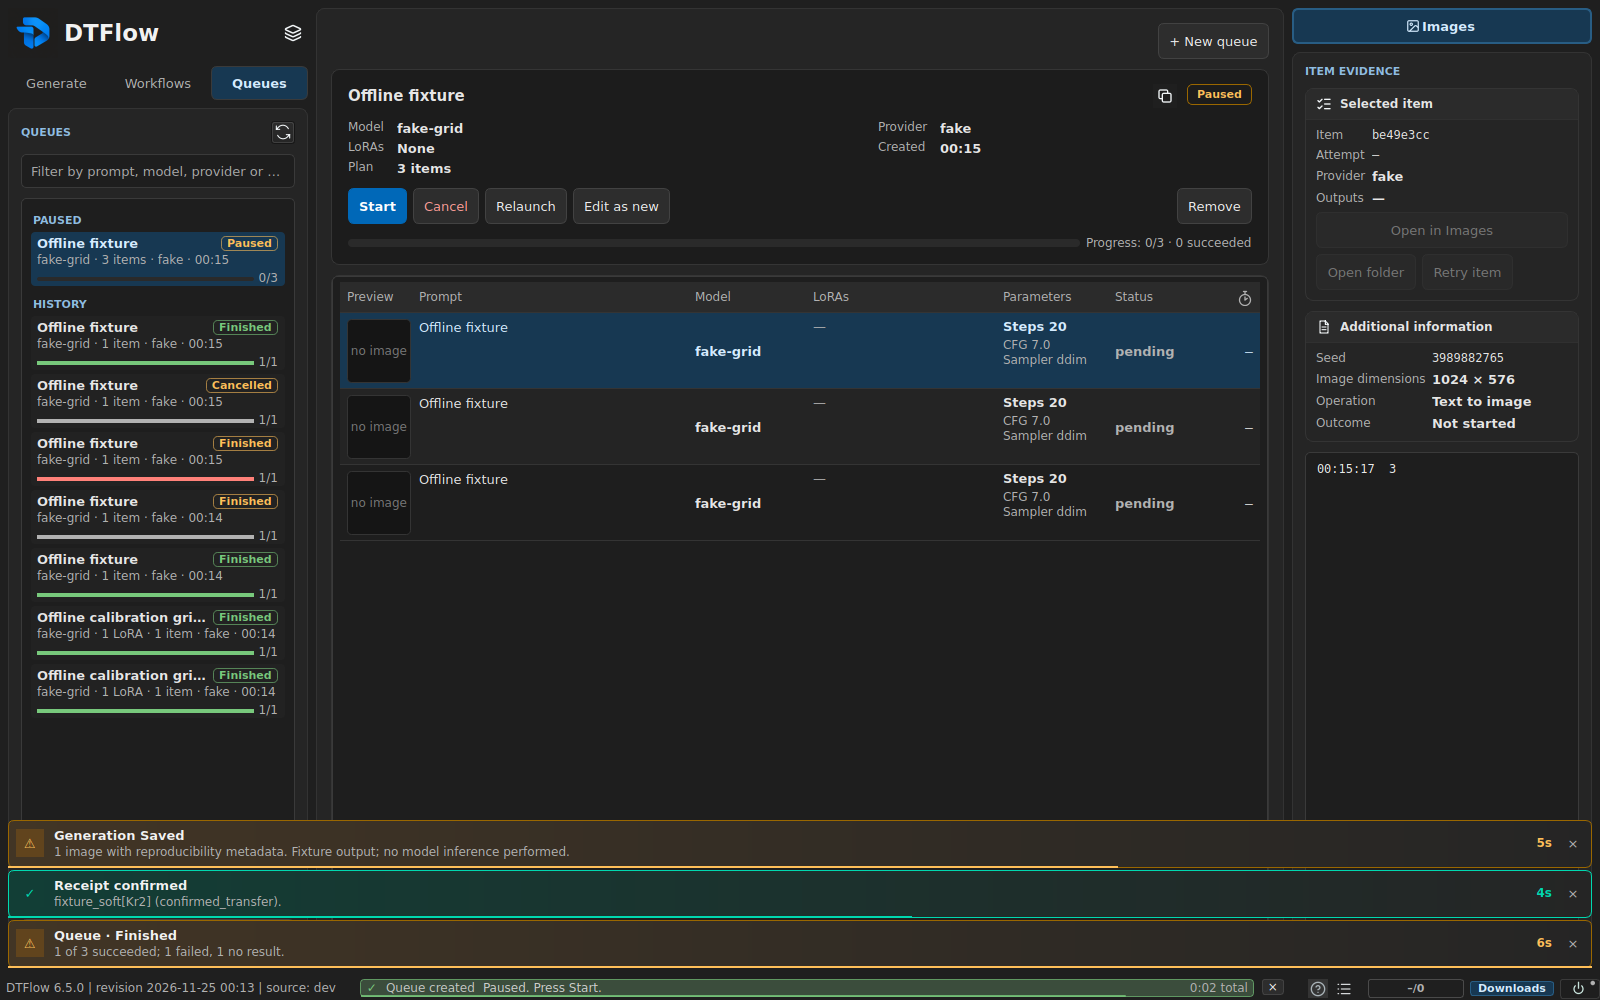 DTFlow
Generate
Workflows
Queues
QUEUES
Filter by prompt, model, provider or ...
PAUSED
Offline fixture
Paused
fake-grid · 3 items · fake · 00:15
0/3
HISTORY
Offline fixture
Finished
fake-grid · 1 item · fake · 00:15
1/1
Offline fixture
Cancelled
fake-grid · 1 item · fake · 00:15
1/1
Offline fixture
Finished
fake-grid · 1 item · fake · 00:15
1/1
Offline fixture
Finished
fake-grid · 1 item · fake · 00:14
1/1
Offline fixture
Finished
fake-grid · 1 item · fake · 00:14
1/1
Offline calibration gri...
Finished
fake-grid · 1 LoRA · 1 item · fake · 00:14
1/1
Offline calibration gri...
Finished
fake-grid · 1 LoRA · 1 item · fake · 00:14
1/1
+ New queue
Offline fixture
Paused
Model fake-grid
Provider fake
LoRAs None
Created 00:15
Plan 3 items
Start
Cancel
Relaunch
Edit as new
Remove
Progress: 0/3 · 0 succeeded
Preview Prompt Model LoRAs Parameters Status
no image
Offline fixture
fake-grid
—
Steps 20
CFG 7.0
Sampler ddim
pending
—
no image
Offline fixture
fake-grid
—
Steps 20
CFG 7.0
Sampler ddim
pending
—
no image
Offline fixture
fake-grid
—
Steps 20
CFG 7.0
Sampler ddim
pending
—
Images
ITEM EVIDENCE
Selected item
Item be49e3cc
Attempt —
Provider fake
Outputs —
Open in Images
Open folder
Retry item
Additional information
Seed 3989882765
Image dimensions 1024 × 576
Operation Text to image
Outcome Not started
00:15:17 3
Generation Saved
1 image with reproducibility metadata. Fixture output; no model inference performed.
5s ×
Receipt confirmed
fixture_soft[Kr2] (confirmed_transfer).
4s ×
Queue · Finished
1 of 3 succeeded; 1 failed, 1 no result.
6s ×
DTFlow 6.5.0 | revision 2026-11-25 00:13 | source: dev
✓ Queue created Paused. Press Start.
0:02 total
×
–/0
Downloads